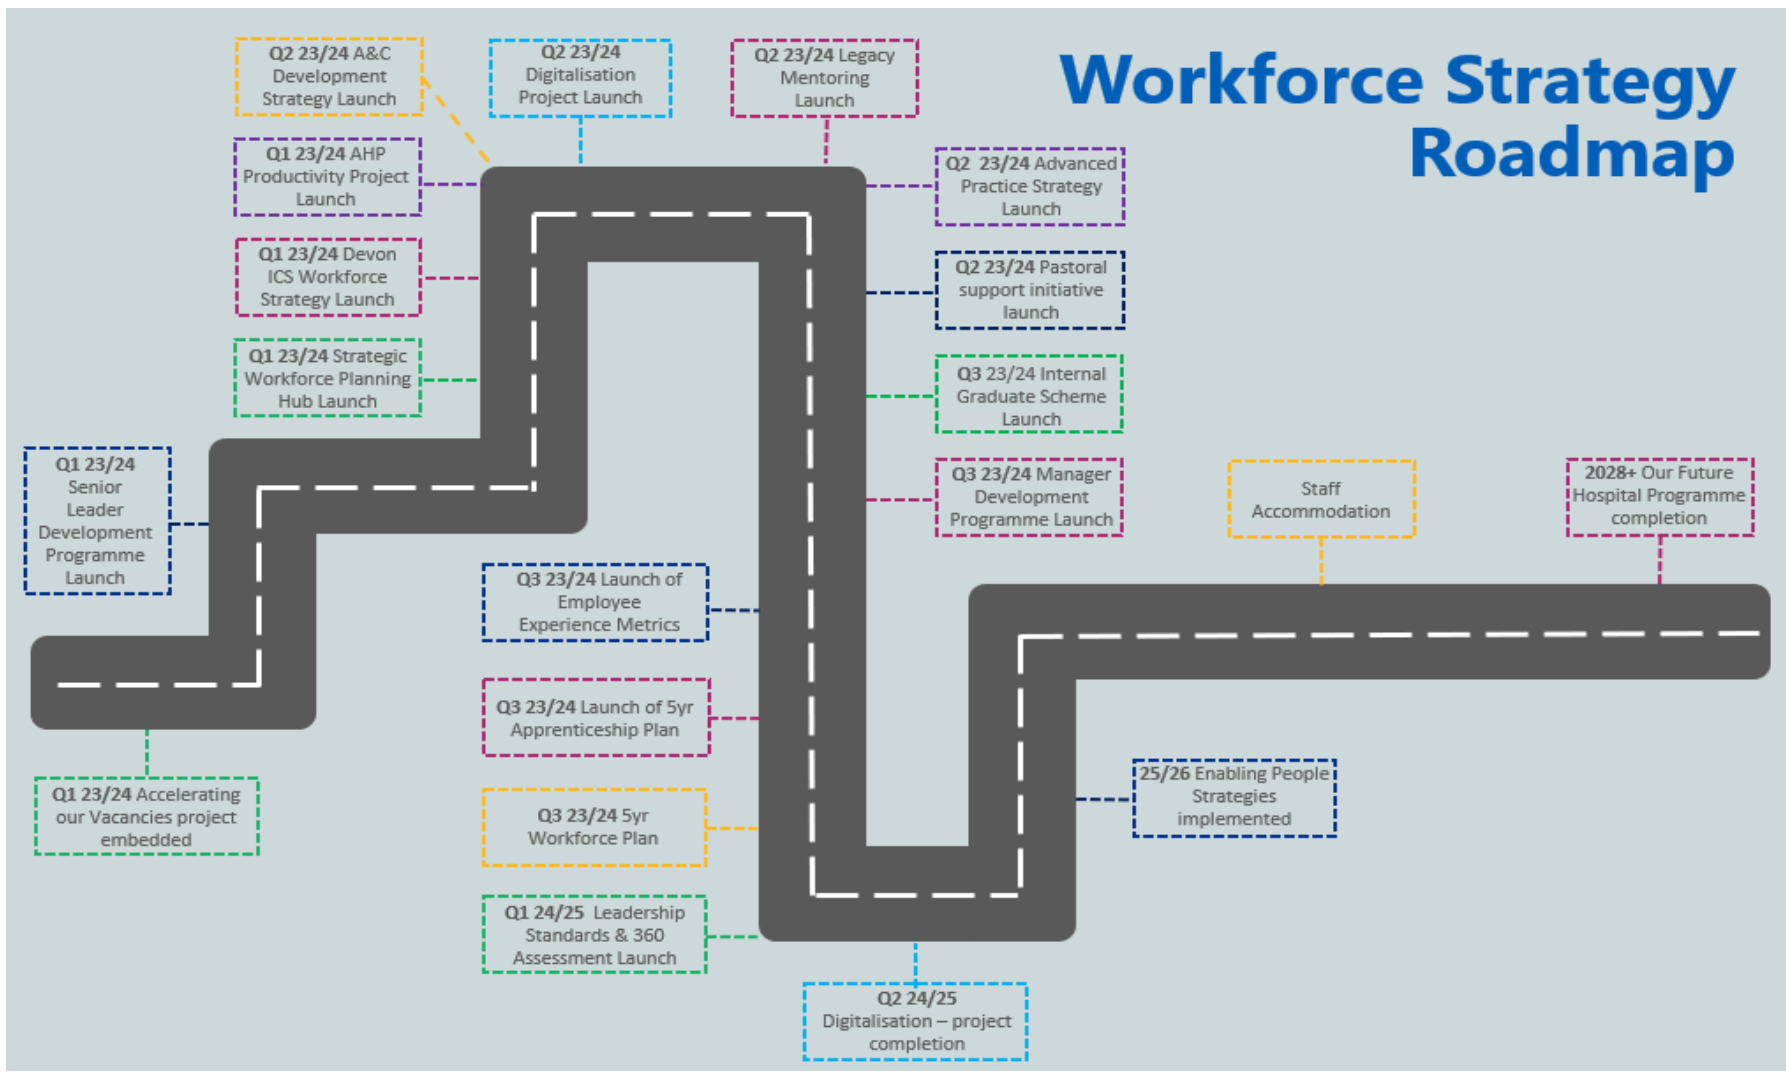 Workforce Strategy
Roadmap
Q2 23/24 A&C
Development
Strategy Launch
Q2 23/24
Digitalisation
Project Launch
Q2 23/24 Legacy
Mentoring
Launch
Q1 23/24 AHP
Productivity Project
Launch
Q2  23/24 Advanced
Practice Strategy
Launch
Q1 23/24 Devon
ICS Workforce
Strategy Launch
Q2 23/24 Pastoral
support initiative
launch
Q1 23/24 Strategic
Workforce Planning
Hub Launch
Q3 23/24 Internal
Graduate Scheme
Launch
Q1 23/24
Senior
Leader
Development
Programme
Launch
Q3 23/24 Manager
Development
Programme Launch
Staff
Accommodation
2028+ Our Future
Hospital Programme
completion
Q3 23/24 Launch of
Employee
Experience Metrics
Q3 23/24 Launch of 5yr
Apprenticeship Plan
Q1 23/24 Accelerating
our Vacancies project
embedded
Q3 23/24 5yr
Workforce Plan
25/26 Enabling People
Strategies
implemented
Q1 24/25  Leadership
Standards & 360
Assessment Launch
Q2 24/25
Digitalisation – project
completion